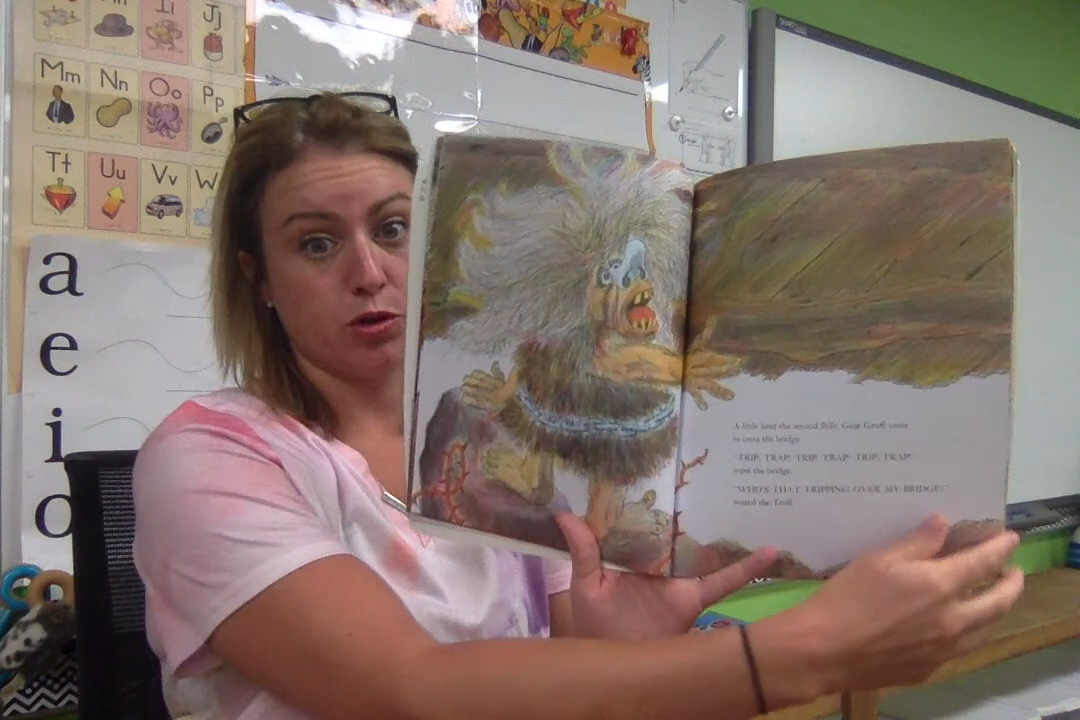 Ii Jj
Mm Nn Oo Pp
Tt Uu Vv W
a
e
i
o
A little later the second Billy Goat Gruff came
to cross the bridge.
"TRIP, TRAP! TRIP, TRAP! TRIP, TRAP!"
went the bridge.
"WHO'S THAT TRIPPING OVER MY BRIDGE?"
roared the Troll.